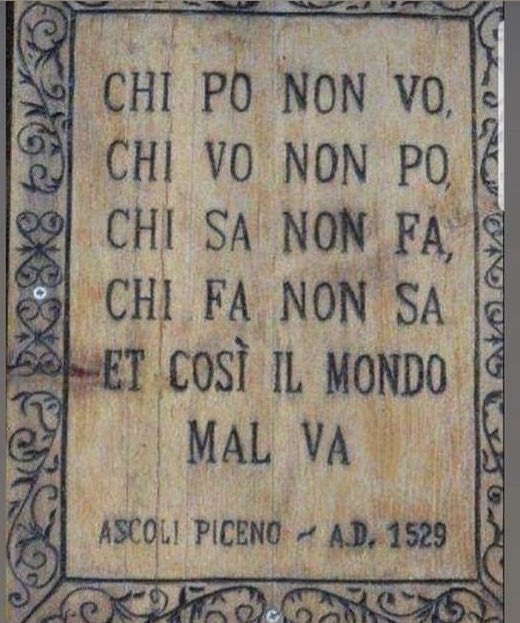 CHI PO NON VO,
CHI VO NON PO,
CHI SA NON FA,
CHI FA NON SA
ET COSÌ IL MONDO
MAL VA
ASCOLI PICENO ~ A.D. 1529